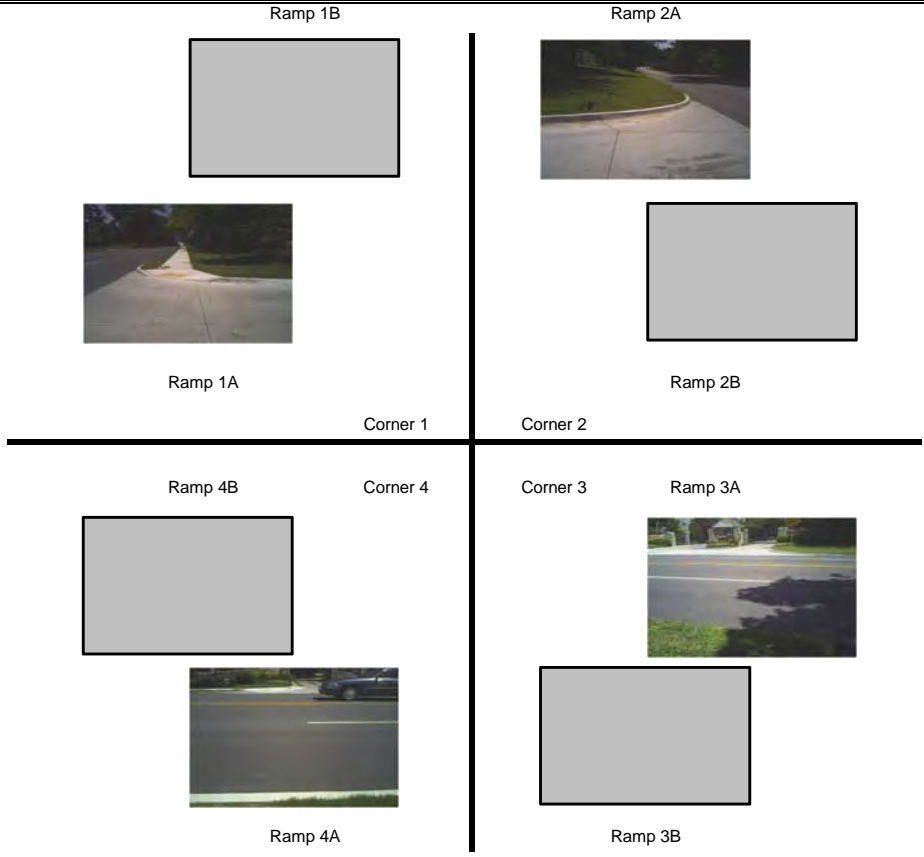 Ramp 1B Ramp 2A
Ramp 1A Ramp 2B
Corner 1 Corner 2
Ramp 4B Corner 4 Corner 3 Ramp 3A
Ramp 4A Ramp 3B